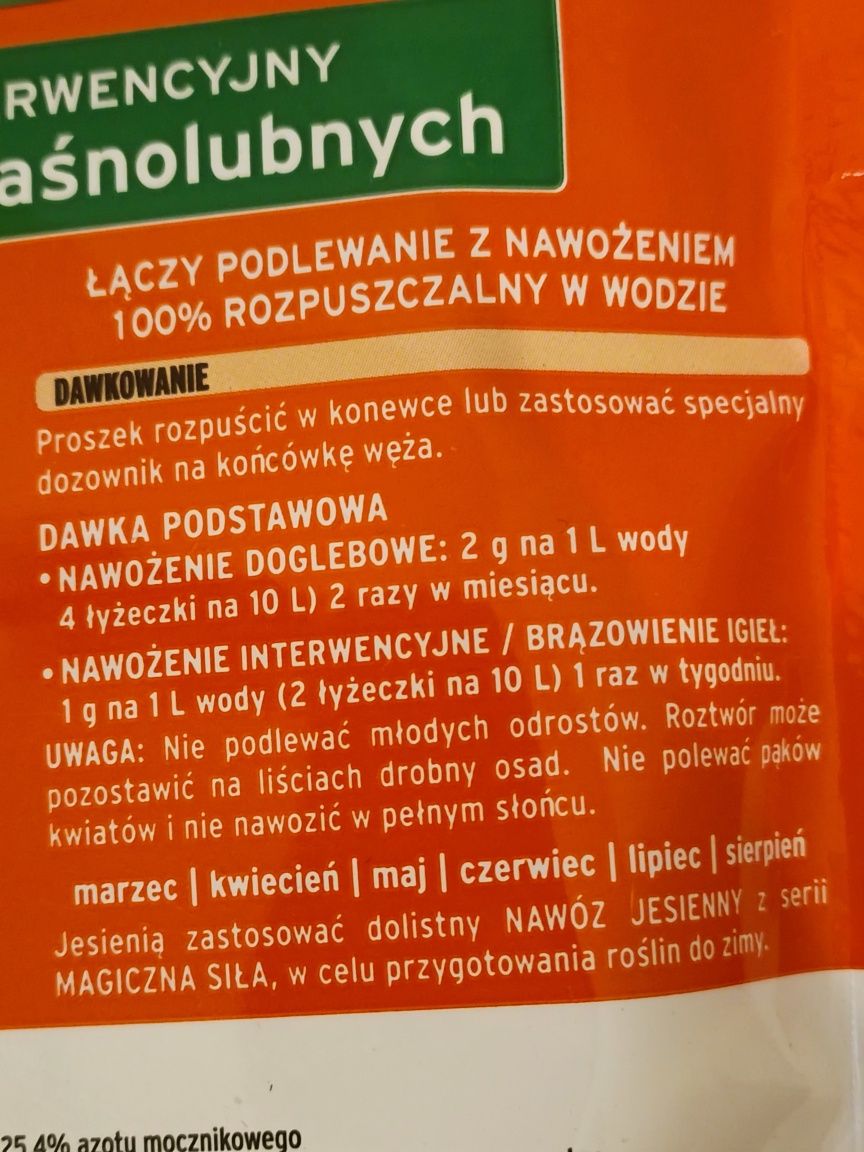 RWENCYJNY
aśnolubnych
ŁĄCZY PODLEWANIE Z NAWOŻENIEM
100% ROZPUSZCZALNY W WODZIE
DAWKOWANIE
Proszek rozpuścić w konewce lub zastosować specjalny
dozownik na końcówkę węża.
DAWKA PODSTAWOWA
• NAWOŻENIE DOGLEBOWE: 2 g na 1 L wody
4 łyżeczki na 10 L) 2 razy w miesiącu.
• NAWOŻENIE INTERWENCYJNE / BRĄZOWIENIE IGIEŁ:
1 g na 1 L wody (2 łyżeczki na 10 L) 1 raz w tygodniu.
UWAGA: Nie podlewać młodych odrostów. Roztwór może
pozostawić na liściach drobny osad. Nie polewać pąków
kwiatów i nie nawozić w pełnym słońcu.
marzec | kwiecień | maj | czerwiec | lipiec | sierpień
Jesienią zastosować dolistny NAWÓZ JESIENNY z serii
MAGICZNA SIŁA, w celu przygotowania roślin do zimy.
25,4% azotu mocznikowego